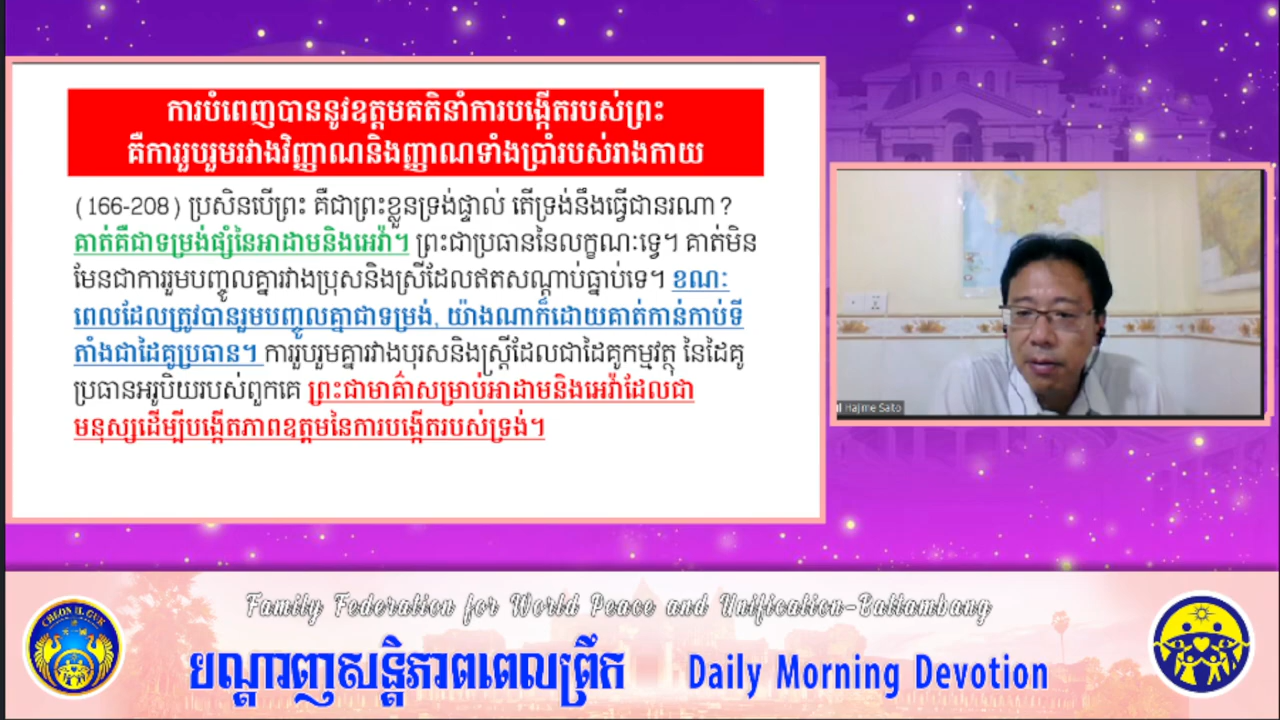 ការបំពេញបាននូវឧត្តមគតិនាំការបង្កើតរបស់ព្រះ
គឺការរួបរួមរវាងវិញ្ញាណនិងញ្ញាណទាំងប្រាំរបស់រាងកាយ
(166-208) ប្រសិនបើព្រះ គឺជាព្រះខ្លួនទ្រង់ផ្ទាល់ តើទ្រង់នឹងធ្វើជានរណា?
គាត់គឺជាទម្រង់ផ្សំនៃអាដាមនិងអេវ៉ា។ ព្រះជាប្រធាននៃលក្ខណៈទ្វេ។ គាត់មិន
មែនជាការរួមបញ្ចូលគ្នារវាងប្រុសនិងស្រីដែលឥតសណ្តាប់ធ្នាប់ទេ។ ខណៈ
ពេលដែលត្រូវបានរួមបញ្ចូលគ្នាជាទម្រង់, យ៉ាងណាក៏ដោយគាត់កាន់កាប់ទី
តាំងជាដៃគូប្រធាន។ ការរួបរួមគ្នារវាងបុរសនិងស្ត្រីដែលជាដៃគូកម្មវត្ថុ នៃដៃគូ
ប្រធានអរូបិយរបស់ពួកគេ ព្រះជាមាគ៌ាសម្រាប់អាដាមនិងអេវ៉ាដែលជា
មនុស្សដើម្បីបង្កើតភាពឧត្តមនៃការបង្កើតរបស់ទ្រង់។
Hajime Saito
CHEON IL GUK
Family Federation for World Peace and Unification-Battambang
បណ្តាញសន្តិភាពពេលព្រឹក Daily Morning Devotion